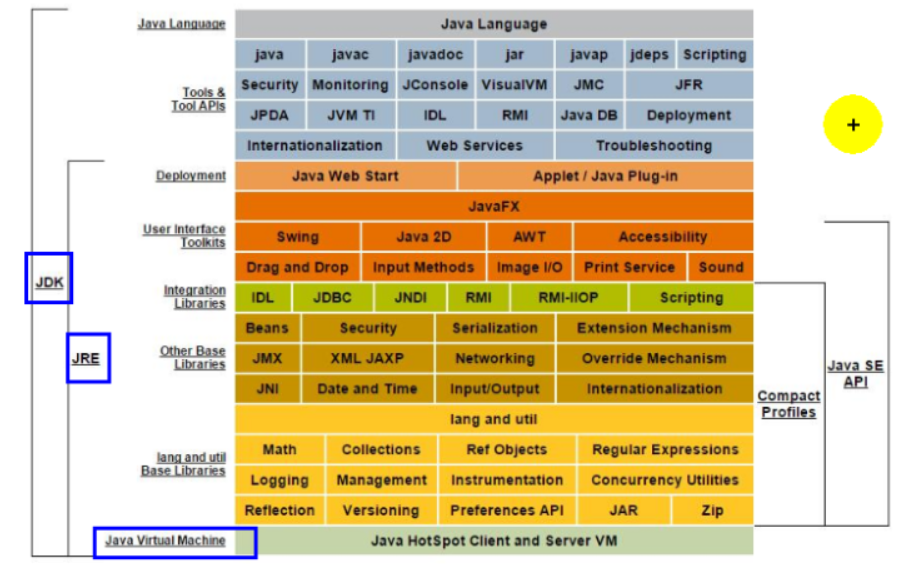 Java Language
Java Language
Tools &
Tool APIs
java javac javadoc jar javap jdeps Scripting
Security Monitoring JConsole VisualVM JMC JFR
JPDA JVM TI IDL RMI Java DB Deployment
Internationalization Web Services Troubleshooting
Deployment
Java Web Start Applet / Java Plug-in
JavaFX
User Interface
Toolkits
Swing Java 2D AWT Accessibility
Drag and Drop Input Methods Image I/O Print Service Sound
JDK
Integration
Libraries
IDL JDBC JNDI RMI RMI-IIOP Scripting
JRE
Other Base
Libraries
Beans Security Serialization Extension Mechanism
JMX XML JAXP Networking Override Mechanism
JNI Date and Time Input/Output Internationalization
Java SE
API
Compact
Profiles
lang and util
Base Libraries
lang and util
Math Collections Ref Objects Regular Expressions
Logging Management Instrumentation Concurrency Utilities
Reflection Versioning Preferences API JAR Zip
Java Virtual Machine
Java HotSpot Client and Server VM
+